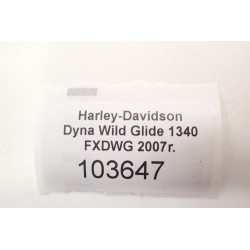 Harley-Davidson
Dyna Wild Glide 1340
FXDWG 2007r.
103647